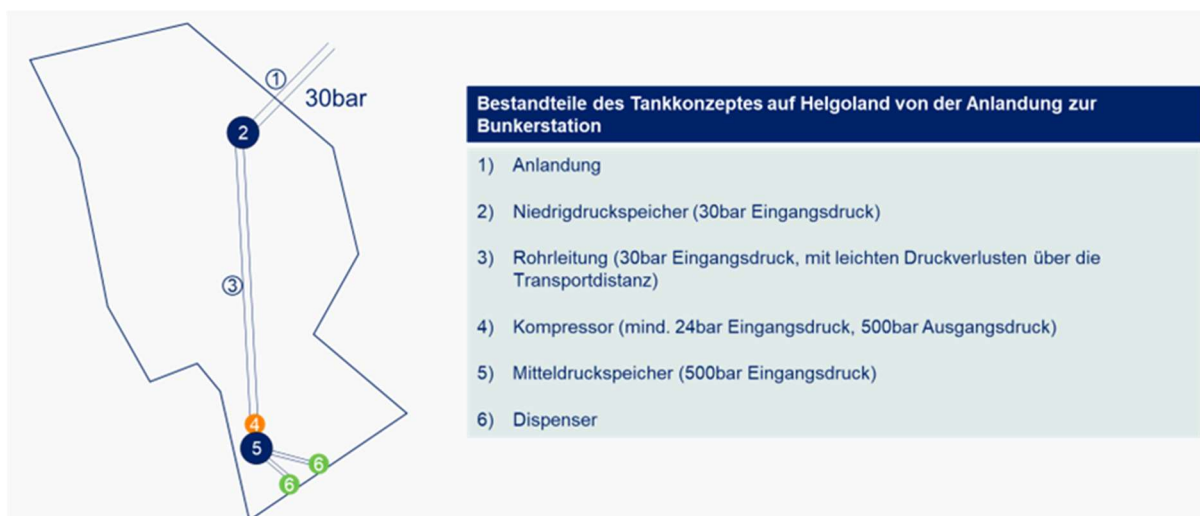 1
30bar
2
3
4
5
6
6
Bestandteile des Tankkonzeptes auf Helgoland von der Anlandung zur
Bunkerstation
1) Anlandung
2) Niedrigdruckspeicher (30bar Eingangsdruck)
3) Rohrleitung (30bar Eingangsdruck, mit leichten Druckverlusten über die
Transportdistanz)
4) Kompressor (mind. 24bar Eingangsdruck, 500bar Ausgangsdruck)
5) Mitteldruckspeicher (500bar Eingangsdruck)
6) Dispenser